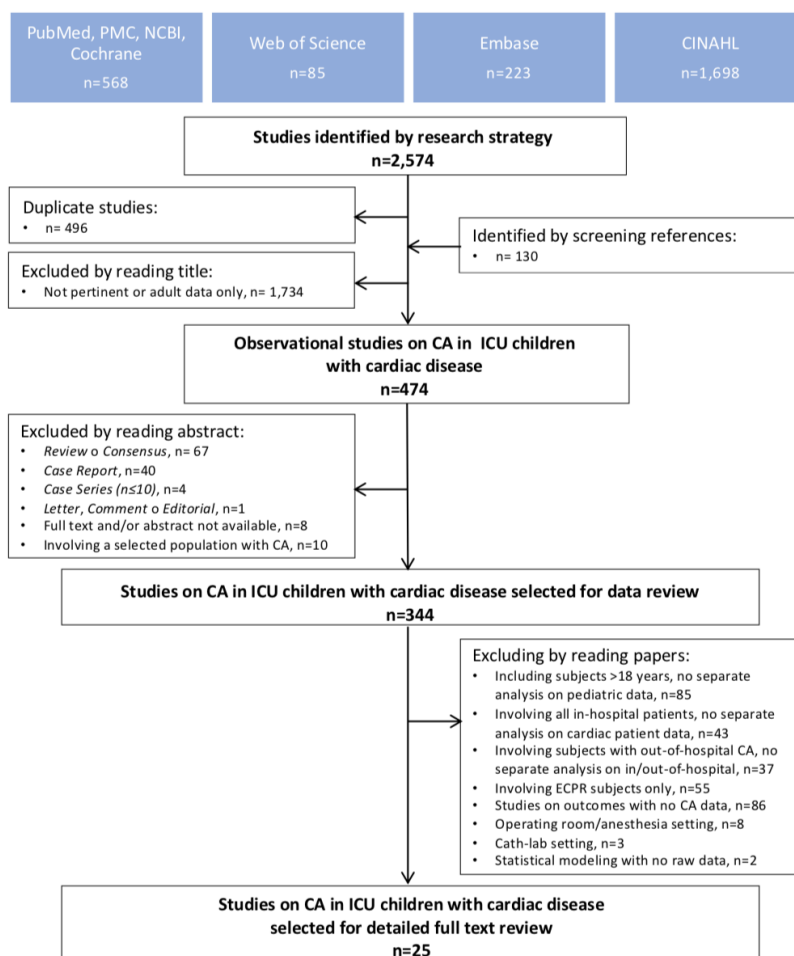 PubMed, PMC, NCBI,
Cochrane
n=568
Web of Science
n=85
Embase
n=223
CINAHL
n=1,698
Studies identified by research strategy
n=2,574
Duplicate studies:
• n= 496
Identified by screening references:
• n= 130
Excluded by reading title:
• Not pertinent or adult data only, n= 1,734
Observational studies on CA in ICU children
with cardiac disease
n=474
Excluded by reading abstract:
• Review o Consensus, n= 67
• Case Report, n=40
• Case Series (n≤10), n=4
• Letter, Comment o Editorial, n=1
• Full text and/or abstract not available, n=8
• Involving a selected population with CA, n=10
Studies on CA in ICU children with cardiac disease selected for data review
n=344
Excluding by reading papers:
• Including subjects >18 years, no separate
analysis on pediatric data, n=85
• Involving all in-hospital patients, no separate
analysis on cardiac patient data, n=43
• Involving subjects with out-of-hospital CA, no
separate analysis on in/out-of-hospital, n=37
• Involving ECPR subjects only, n=55
• Studies on outcomes with no CA data, n=86
• Operating room/anesthesia setting, n=8
• Cath-lab setting, n=3
• Statistical modeling with no raw data, n=2
Studies on CA in ICU children with cardiac disease
selected for detailed full text review
n=25